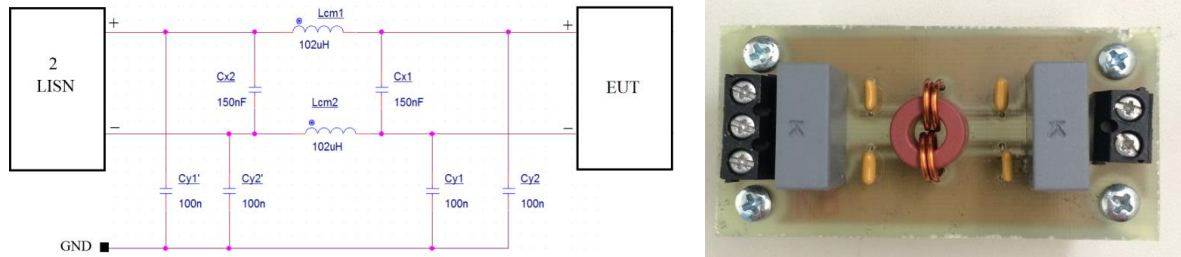 +
Lcm1
102uH
+
2
LISN
Cx2
150nF
Cx1
150nF
EUT
−
Lcm2
102uH
−
Cy1'
100n
Cy2'
100n
Cy1
100n
Cy2
100n
GND
K
K